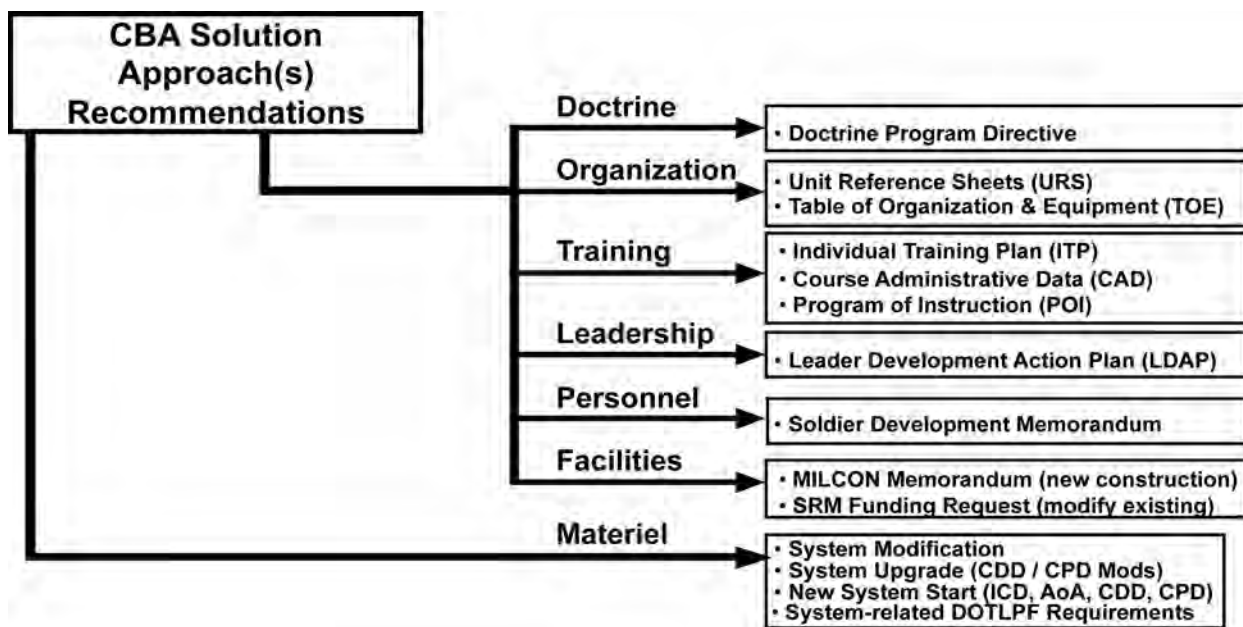 CBA Solution
Approach(s)
Recommendations
Doctrine
· Doctrine Program Directive
Organization
· Unit Reference Sheets (URS)
· Table of Organization & Equipment (TOE)
Training
· Individual Training Plan (ITP)
· Course Administrative Data (CAD)
· Program of Instruction (POI)
Leadership
· Leader Development Action Plan (LDAP)
Personnel
· Soldier Development Memorandum
Facilities
· MILCON Memorandum (new construction)
· SRM Funding Request (modify existing)
Materiel
· System Modification
· System Upgrade (CDD / CPD Mods)
· New System Start (ICD, AoA, CDD, CPD)
· System-related DOTLPF Requirements